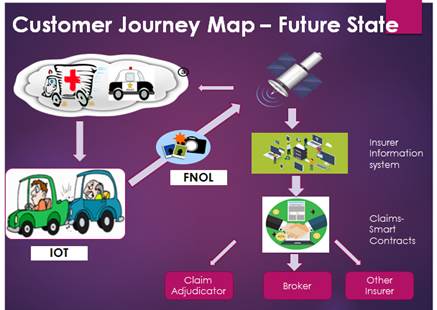 Customer Journey Map – Future State
Insurer
Information
system
FNOL
IOT
Claims-
Smart
Contracts
Claim
Adjudicator
Broker
Other
Insurer